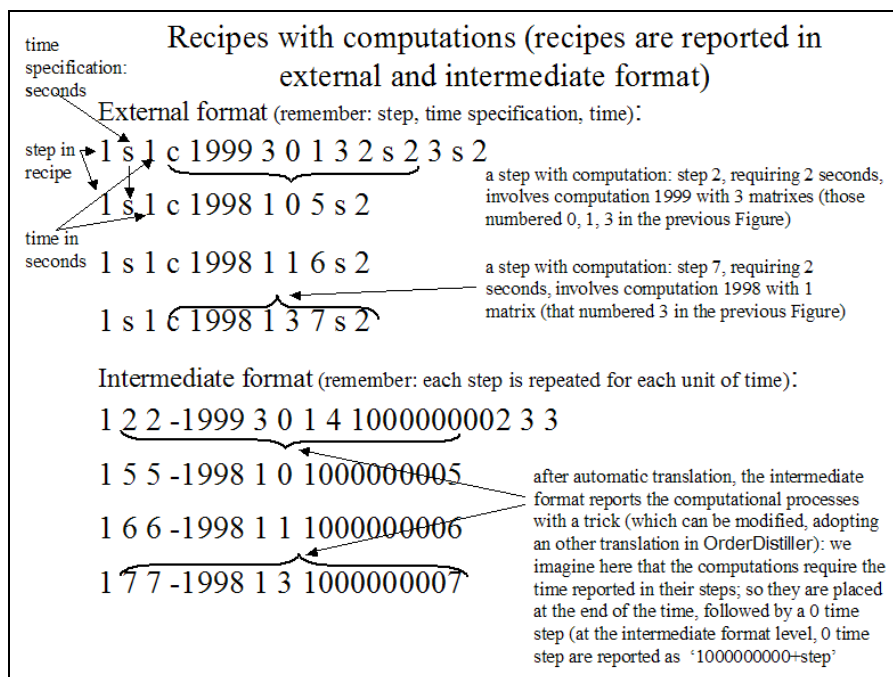 Recipes with computations (recipes are reported in
external and intermediate format)
time
specification:
seconds
External format (remember: step, time specification, time):
step in
recipe
1 s 1 c 1999 3 0 1 3 2 s 2 3 s 2
a step with computation: step 2, requiring 2 seconds,
involves computation 1999 with 3 matrixes (those
numbered 0, 1, 3 in the previous Figure)
1 s 1 c 1998 1 0 5 s 2
time in
seconds
1 s 1 c 1998 1 1 6 s 2
a step with computation: step 7, requiring 2
seconds, involves computation 1998 with 1
matrix (that numbered 3 in the previous Figure)
1 s 1 c 1998 1 3 7 s 2
Intermediate format (remember: each step is repeated for each unit of time):
1 2 2 -1999 3 0 1 4 1000000002 3 3
1 5 5 -1998 1 0 1000000005
1 6 6 -1998 1 1 1000000006
1 7 7 -1998 1 3 1000000007
after automatic translation, the intermediate
format reports the computational processes
with a trick (which can be modified, adopting
an other translation in OrderDistiller): we
imagine here that the computations require the
time reported in their steps; so they are placed
at the end of the time, followed by a 0 time
step (at the intermediate format level, 0 time
step are reported as ‘1000000000+step’